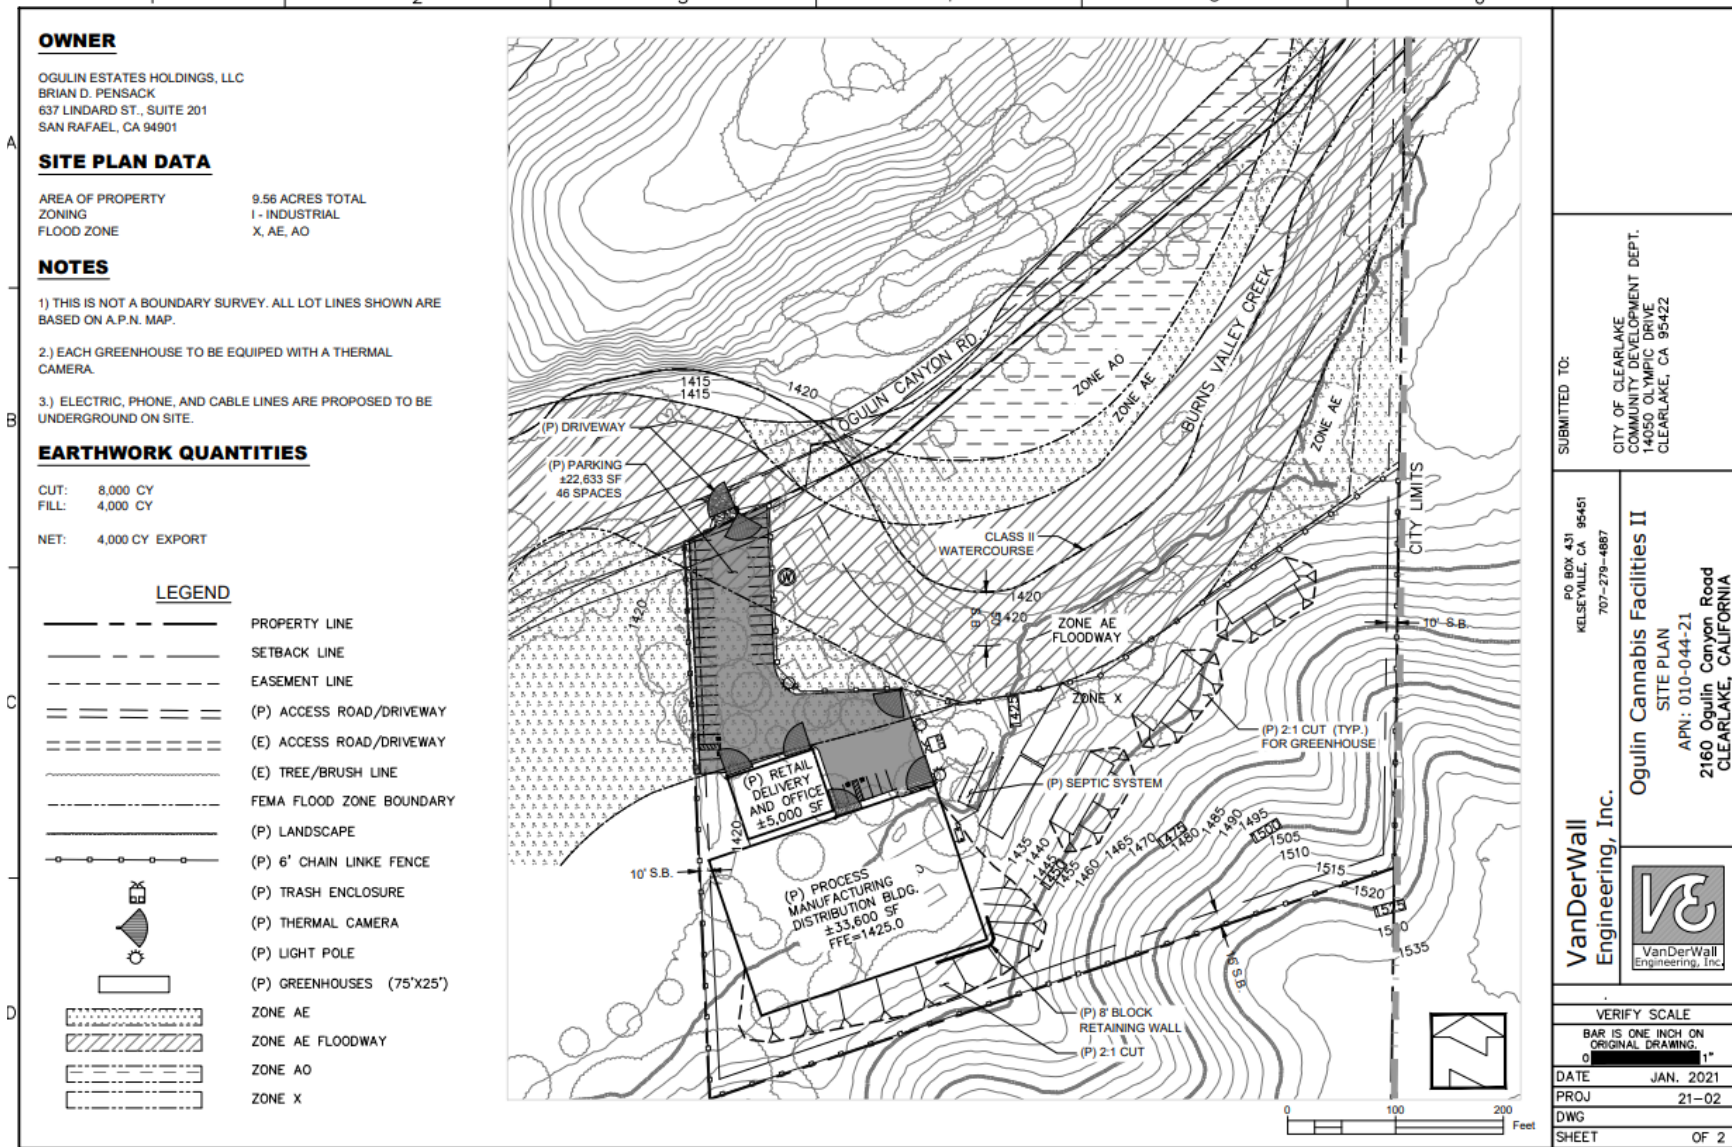 OWNER
OGULIN ESTATES HOLDINGS, LLC
BRIAN D. PENSACK
637 LINDARD ST., SUITE 201
SAN RAFAEL, CA 94901
SITE PLAN DATA
AREA OF PROPERTY 9.56 ACRES TOTAL
ZONING I - INDUSTRIAL
FLOOD ZONE X, AE, AO
NOTES
1) THIS IS NOT A BOUNDARY SURVEY. ALL LOT LINES SHOWN ARE
BASED ON A.P.N. MAP.
2.) EACH GREENHOUSE TO BE EQUIPED WITH A THERMAL
CAMERA.
3.) ELECTRIC, PHONE, AND CABLE LINES ARE PROPOSED TO BE
UNDERGROUND ON SITE.
EARTHWORK QUANTITIES
CUT: 8,000 CY
FILL: 4,000 CY
NET: 4,000 CY EXPORT
LEGEND
PROPERTY LINE
SETBACK LINE
EASEMENT LINE
(P) ACCESS ROAD/DRIVEWAY
(E) ACCESS ROAD/DRIVEWAY
(E) TREE/BRUSH LINE
FEMA FLOOD ZONE BOUNDARY
(P) LANDSCAPE
(P) 6' CHAIN LINKE FENCE
(P) TRASH ENCLOSURE
(P) THERMAL CAMERA
(P) LIGHT POLE
(P) GREENHOUSES (75'X25')
ZONE AE
ZONE AE FLOODWAY
ZONE AO
ZONE X
A
B
C
D
1415
1415
1420
OGULIN CANYON RD.
ZONE AO
ZONE AE
BURNS VALLEY CREEK
ZONE AE
CITY LIMITS
(P) DRIVEWAY
(P) PARKING
±22,633 SF
46 SPACES
W
CLASS II
WATERCOURSE
1420
1420
50'
S.B.
1420
ZONE AE
FLOODWAY
10' S.B.
ZONE X
1425
(P) 2:1 CUT (TYP.)
FOR GREENHOUSE
(P) SEPTIC SYSTEM
(P) RETAIL
DELIVERY
AND OFFICE
±5,000 SF
1420
10' S.B.
(P) PROCESS
MANUFACTURING
DISTRIBUTION BLDG.
±33,600 SF
FFE=1425.0
1435
1440
1445
1450
1455
1460
1465
1470
1475
1480
1485
1490
1495
1500
1505
1510
1515
1520
1525
1530
1535
(P) 8' BLOCK
RETAINING WALL
(P) 2:1 CUT
0 100 200
Feet
SUBMITTED TO:
CITY OF CLEARLAKE
COMMUNITY DEVELOPMENT DEPT.
14050 OLYMPIC DRIVE
CLEARLAKE, CA 95422
PO BOX 431
KELSEYVILLE, CA 95451
707-279-4887
VanDerWall
Engineering, Inc.
Ogulin Cannabis Facilities II
SITE PLAN
APN: 010-044-21
2160 Ogulin Canyon Road
CLEARLAKE, CALIFORNIA
VE
VanDerWall
Engineering, Inc.
VERIFY SCALE
BAR IS ONE INCH ON
ORIGINAL DRAWING.
0 1"
DATE JAN. 2021
PROJ 21-02
DWG
SHEET OF 2